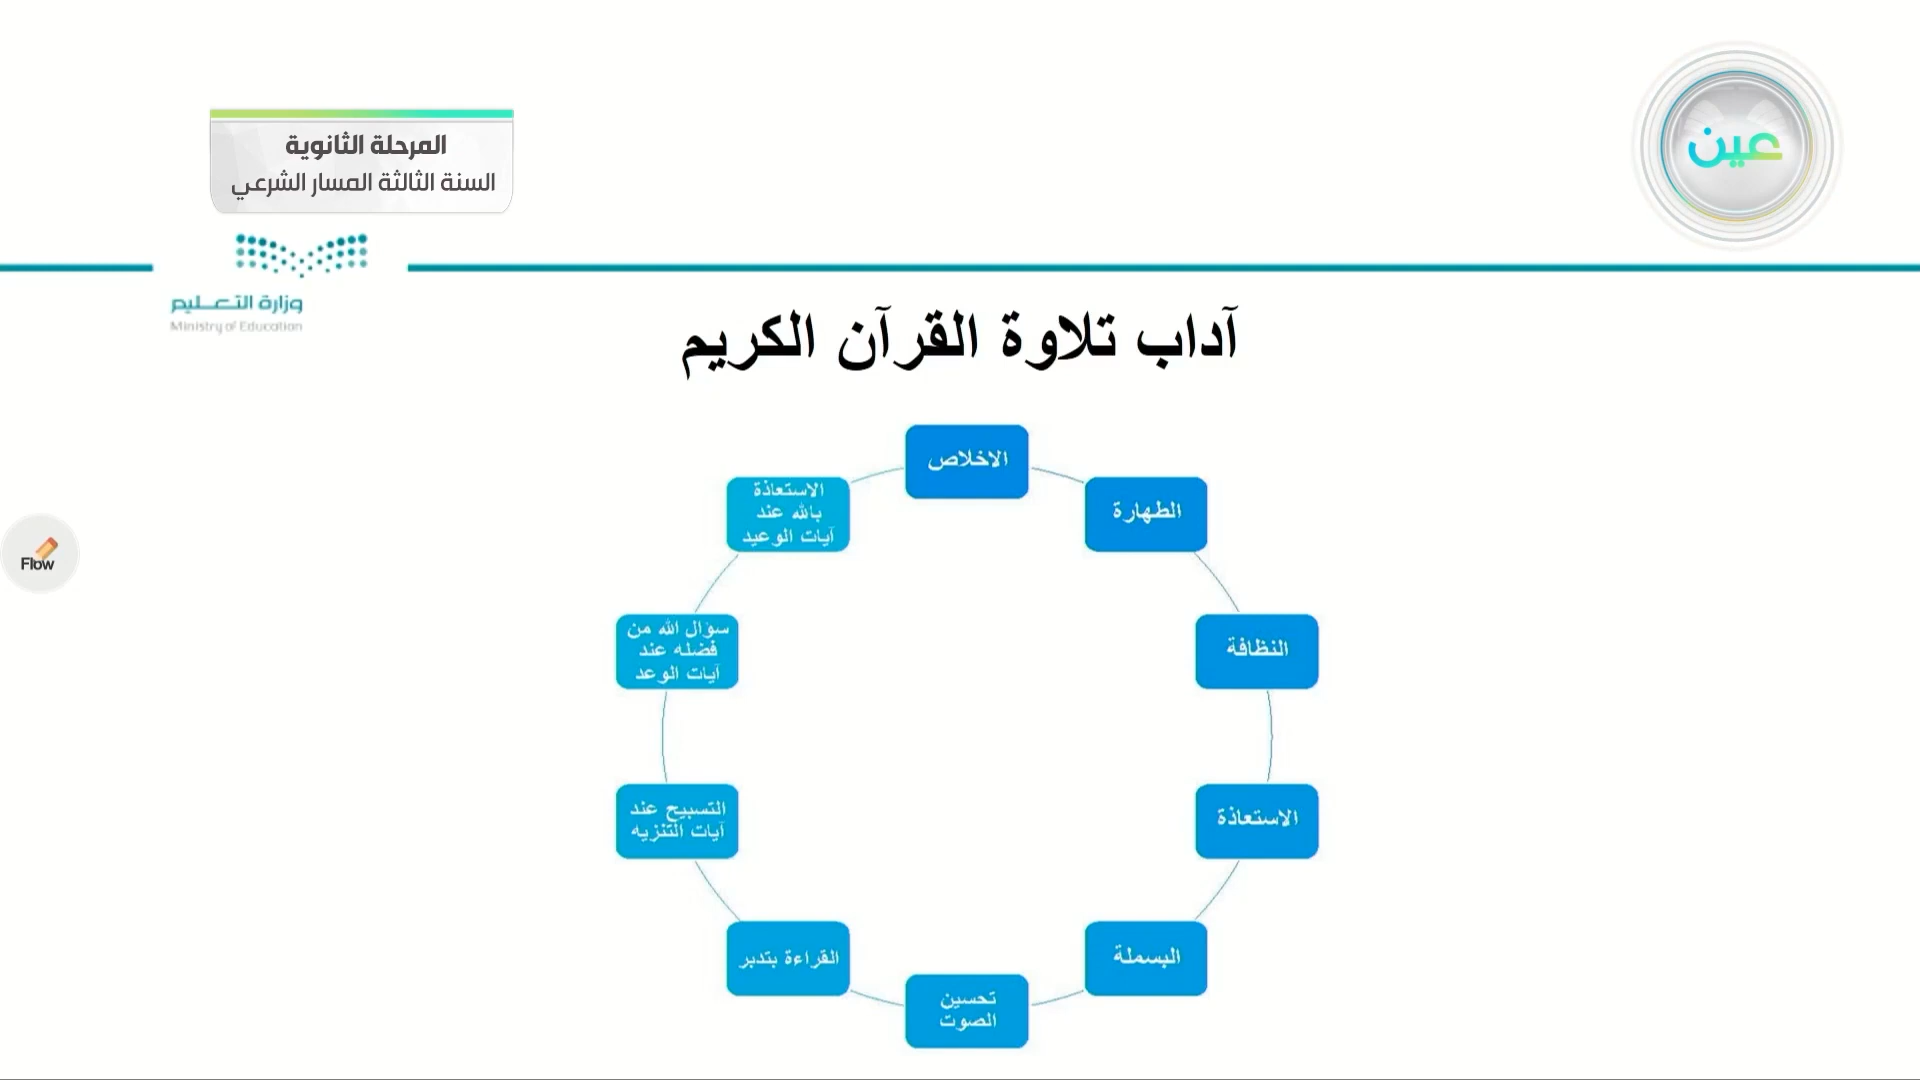 عين
المرحلة الثانوية
السنة الثالثة المسار الشرعي
وزارة التعليم
Ministry of Education
آداب تلاوة القرآن الكريم
الاخلاص
الطهارة
النظافة
الاستعاذة
البسملة
تحسين
الصوت
القراءة بتدبر
التسبيح عند
آيات التنزيه
سؤال الله من
فضله عند
آيات الوعد
الاستعاذة
بالله عند
آيات الوعيد
Flow